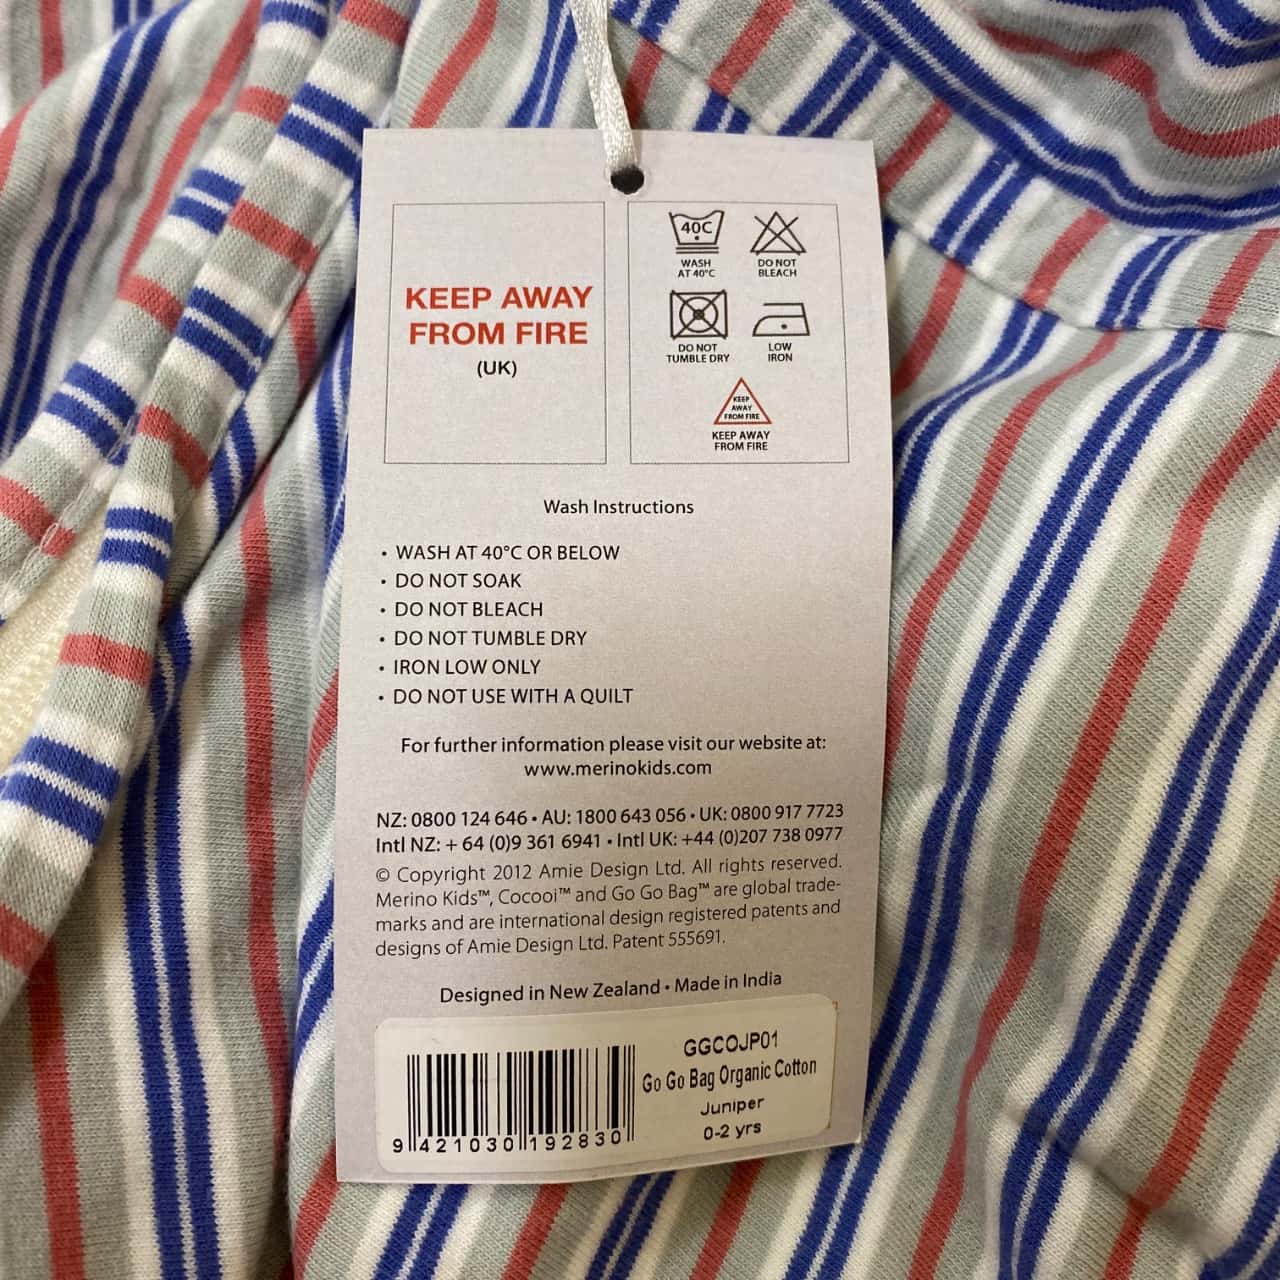 KEEP AWAY
FROM FIRE
(UK)
40C
WASH
AT 40°C
DO NOT
BLEACH
DO NOT
TUMBLE DRY
LOW
IRON
KEEP
AWAY
FROM FIRE
KEEP AWAY
FROM FIRE
Wash Instructions
• WASH AT 40°C OR BELOW
• DO NOT SOAK
• DO NOT BLEACH
• DO NOT TUMBLE DRY
• IRON LOW ONLY
• DO NOT USE WITH A QUILT
For further information please visit our website at:
www.merinokids.com
NZ: 0800 124 646 • AU: 1800 643 056 • UK: 0800 917 7723
Intl NZ: + 64 (0)9 361 6941 • Intl UK: +44 (0)207 738 0977
© Copyright 2012 Amie Design Ltd. All rights reserved.
Merino Kids™, Cocooi™ and Go Go Bag™ are global trade-
marks and are international design registered patents and
designs of Amie Design Ltd. Patent 555691.
Designed in New Zealand • Made in India
GGCOJP01
Go Go Bag Organic Cotton
Juniper
0-2 yrs
9 421030 192830